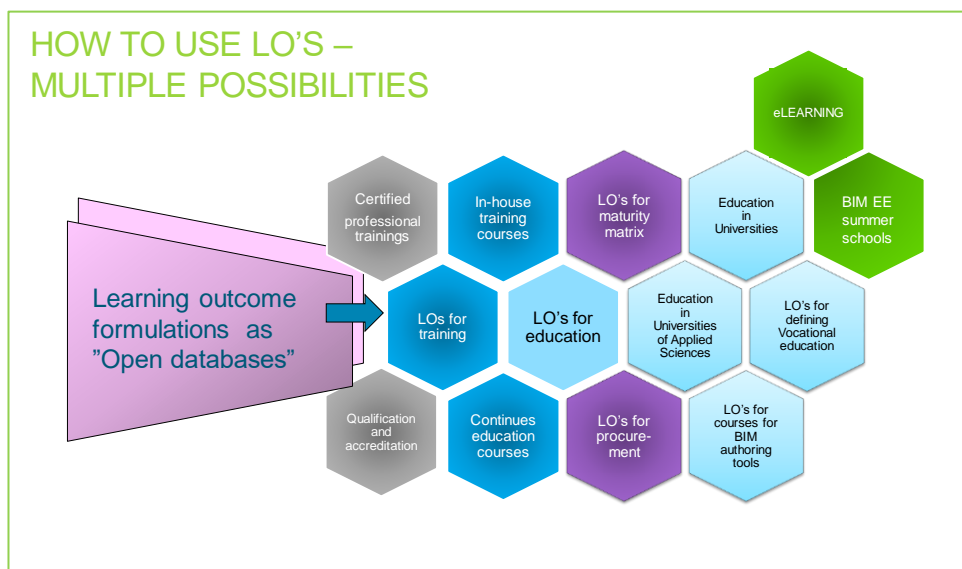 HOW TO USE LO'S –
MULTIPLE POSSIBILITIES
eLEARNING
Certified
professional
trainings
In-house
training
courses
LO's for
maturity
matrix
Education
in
Universities
BIM EE
summer
schools
Learning outcome
formulations as
"Open databases"
LOs for
training
LO's for
education
Education
in
Universities
of Applied
Sciences
LO's for
defining
Vocational
education
Qualification
and
accreditation
Continues
education
courses
LO's for
procure-
ment
LO's for
courses for
BIM
authoring
tools